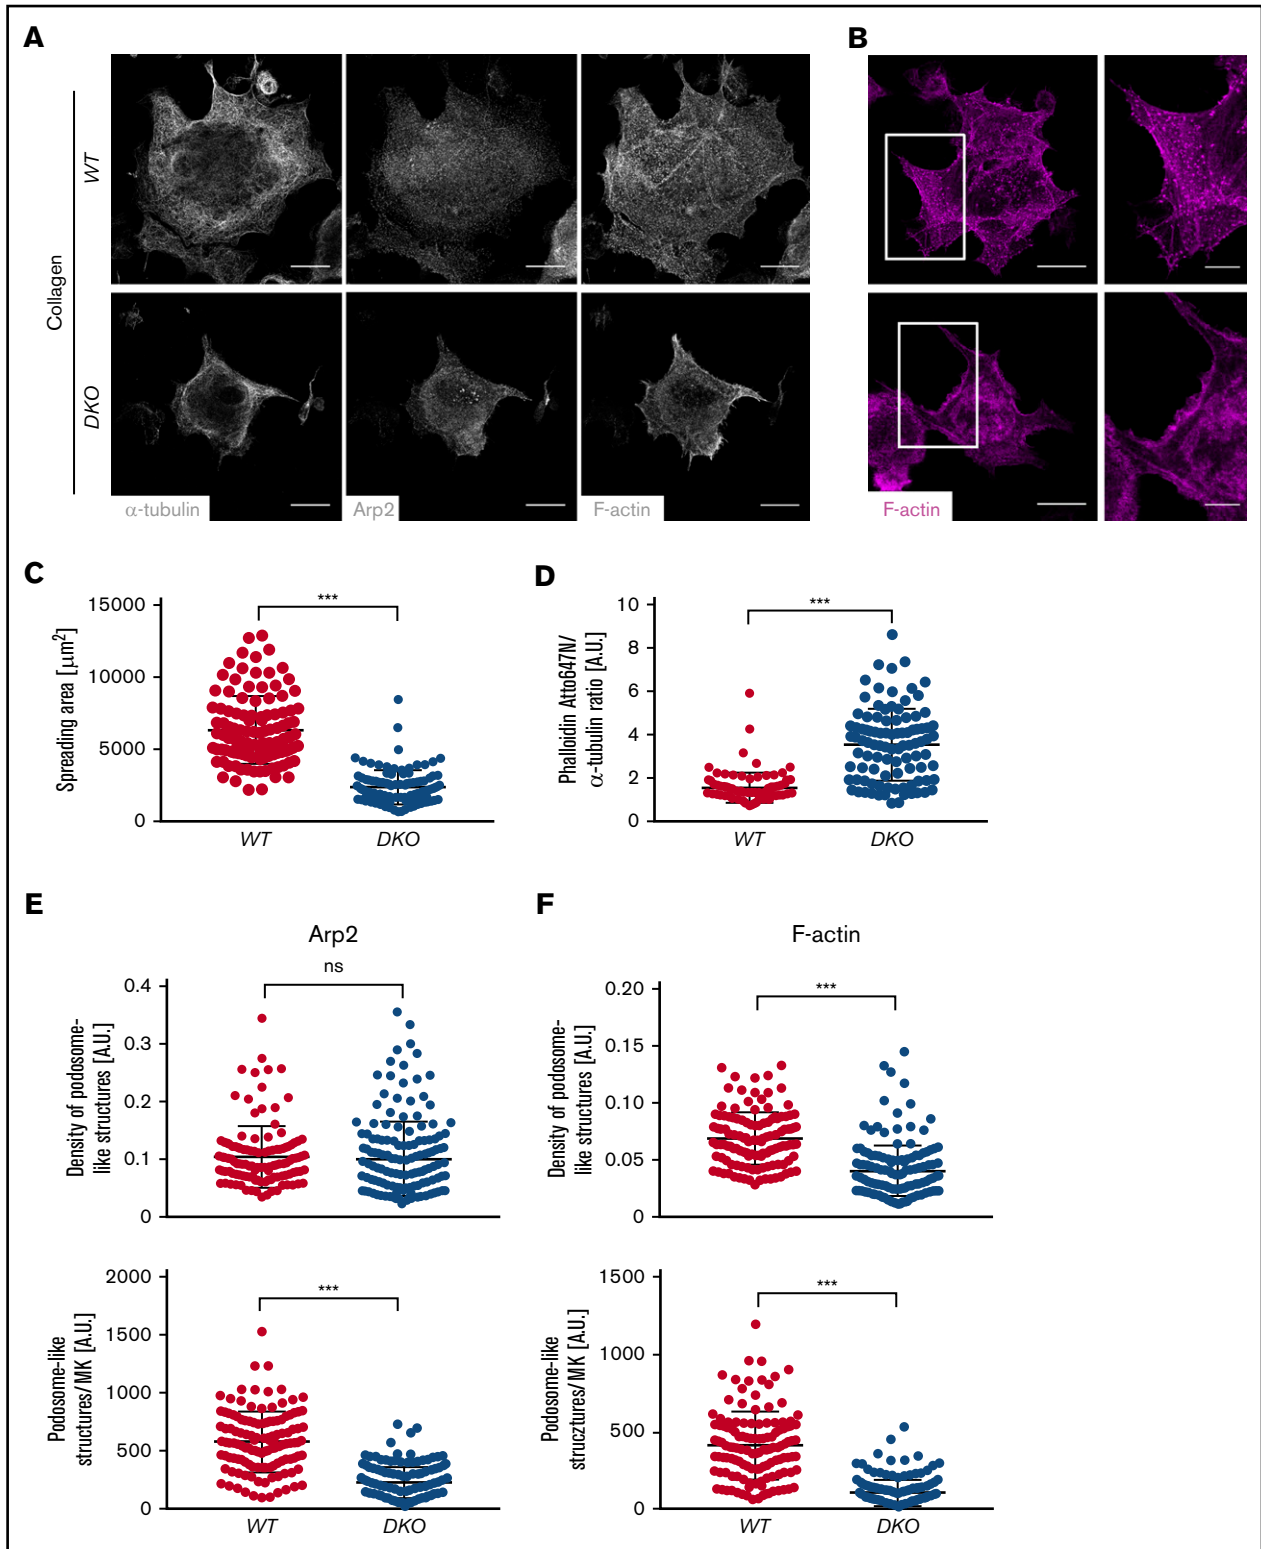 A
B
Collagen
WT
DKO
α-tubulin
Arp2
F-actin
F-actin
C
Spreading area [μm²]
15000
10000
5000
0
***
WT
DKO
D
Phalloidin Atto647N/
α-tubulin ratio [A.U.]
10
8
6
4
2
0
***
WT
DKO
E
Arp2
ns
Density of podosome-
like structures [A.U.]
0.4
0.3
0.2
0.1
0
Podosome-like
structures/MK [A.U.]
2000
1500
1000
500
0
***
WT
DKO
F
F-actin
***
Density of podosome-
like structures [A.U.]
0.20
0.15
0.10
0.05
0
Podosome-like
strucztures/MK [A.U.]
1500
1000
500
0
***
WT
DKO